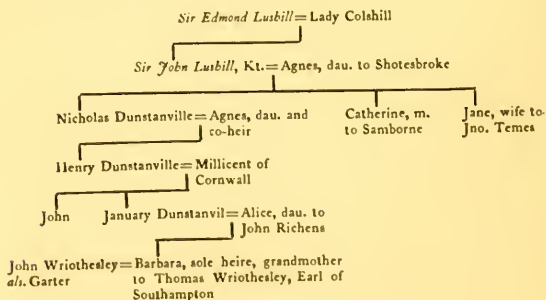 Sir Edmond Lusbill = Lady Colshill
Sir John Lusbill, Kt. = Agnes, dau. to Shotesbroke
Nicholas Dunstanville = Agnes, dau. and
co-heir
Catherine, m.
to Samborne
Jane, wife to
Jno. Temes
Henry Dunstanville = Millicent of
Cornwall
John
January Dunstanvil = Alice, dau. to
John Richens
John Wriothesley = Barbara, sole heire, grandmother
als. Garter
to Thomas Wriothesley, Earl of
Southampton